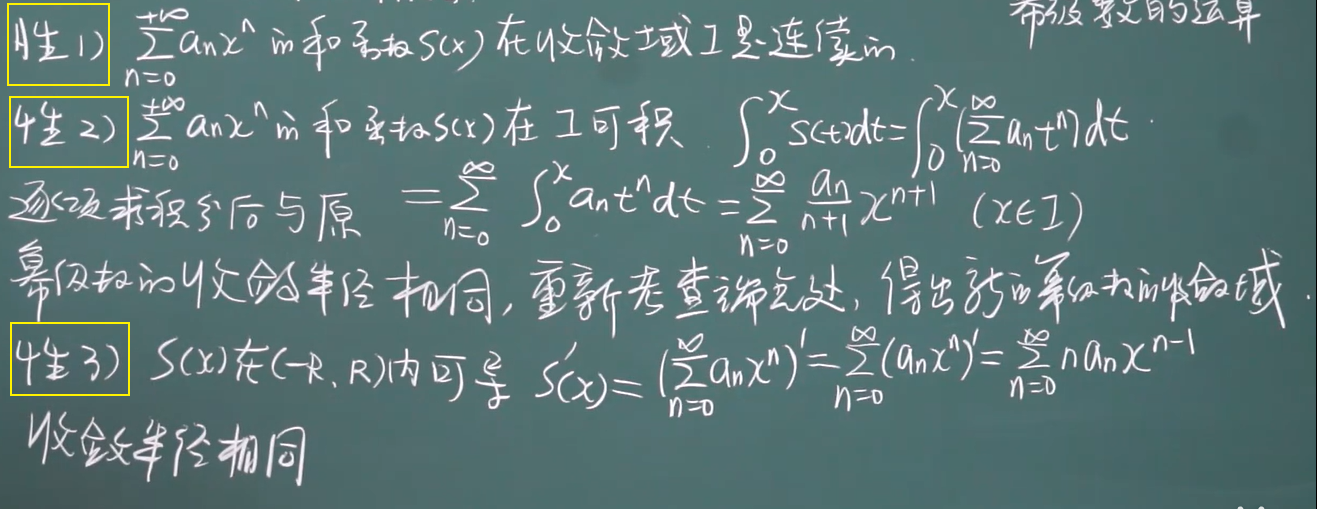 幂级数的运算
性1) $\sum_{n=0}^{+\infty} a_n x^n$ 的和函数S(x)在收敛域I是连续的.
性2) $\sum_{n=0}^{+\infty} a_n x^n$ 的和函数S(x)在I可积. $\int_0^x S(t)dt = \int_0^x (\sum_{n=0}^{\infty} a_n t^n)dt$.
逐项求积分后与原 $= \sum_{n=0}^{\infty} \int_0^x a_n t^n dt = \sum_{n=0}^{\infty} \frac{a_n}{n+1} x^{n+1}$ (x∈I)
幂级数的收敛半径相同,重新考查端点处,得出新的幂级数的收敛域.
性3) S(x)在(-R, R)内可导 $S'(x) = (\sum_{n=0}^{\infty} a_n x^n)' = \sum_{n=0}^{\infty} (a_n x^n)' = \sum_{n=0}^{\infty} n a_n x^{n-1}$
收敛半径相同